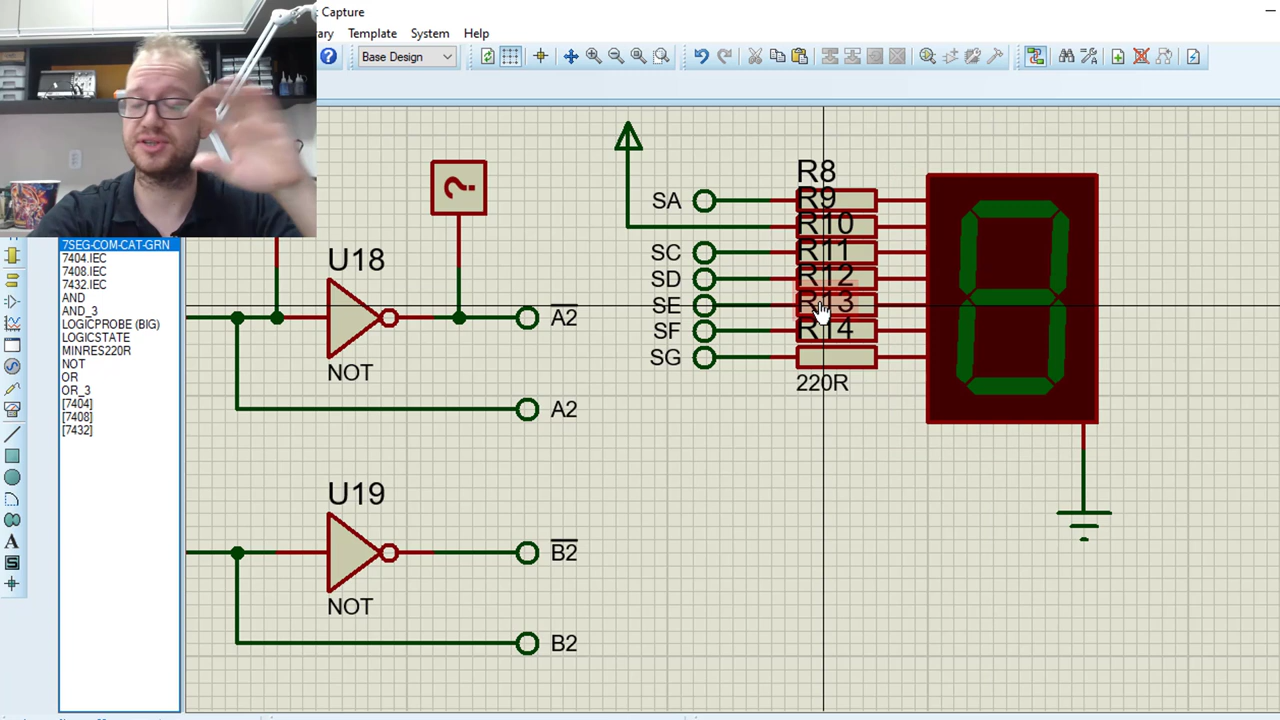 Capture
rary Template System Help
Base Design
7SEG-COM-CAT-GRN
7404.IEC
7408.IEC
7432.IEC
AND
AND_3
LOGICPROBE (BIG)
LOGICSTATE
MINRES220R
NOT
OR
OR_3
[7404]
[7408]
[7432]
?
U18
NOT
A2
A2
U19
NOT
B2
B2
SA
SC
SD
SE
SF
SG
R8
R9
R10
R11
R12
R13
R14
220R